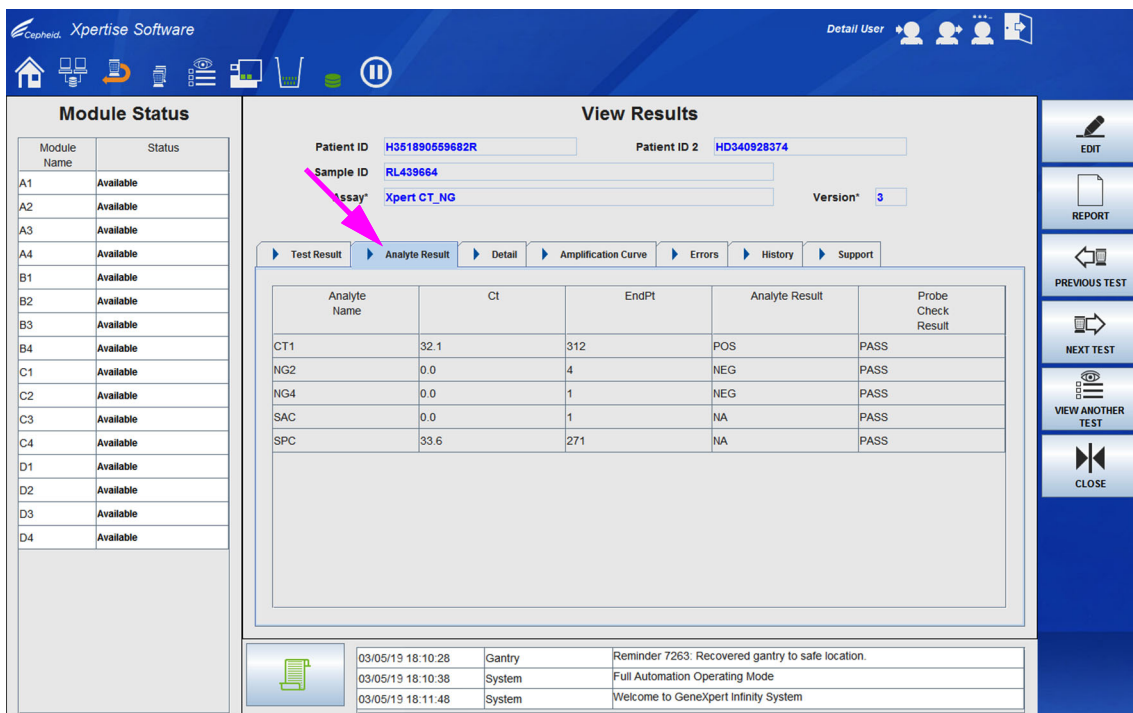 Cepheid. Xpertise Software
Detail User
Module Status
Module Name Status
A1 Available
A2 Available
A3 Available
A4 Available
B1 Available
B2 Available
B3 Available
B4 Available
C1 Available
C2 Available
C3 Available
C4 Available
D1 Available
D2 Available
D3 Available
D4 Available
View Results
Patient ID H351890559682R Patient ID 2 HD340928374
Sample ID RL439664
Assay* Xpert CT_NG Version* 3
Test Result Analyte Result Detail Amplification Curve Errors History Support
Analyte Name Ct EndPt Analyte Result Probe Check Result
CT1 32.1 312 POS PASS
NG2 0.0 4 NEG PASS
NG4 0.0 1 NEG PASS
SAC 0.0 1 NA PASS
SPC 33.6 271 NA PASS
03/05/19 18:10:28 Gantry Reminder 7263: Recovered gantry to safe location.
03/05/19 18:10:38 System Full Automation Operating Mode
03/05/19 18:11:48 System Welcome to GeneXpert Infinity System
EDIT
REPORT
PREVIOUS TEST
NEXT TEST
VIEW ANOTHER
TEST
CLOSE